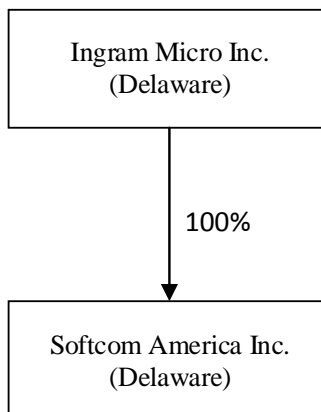 Ingram Micro Inc.
(Delaware)
100%
Softcom America Inc.
(Delaware)